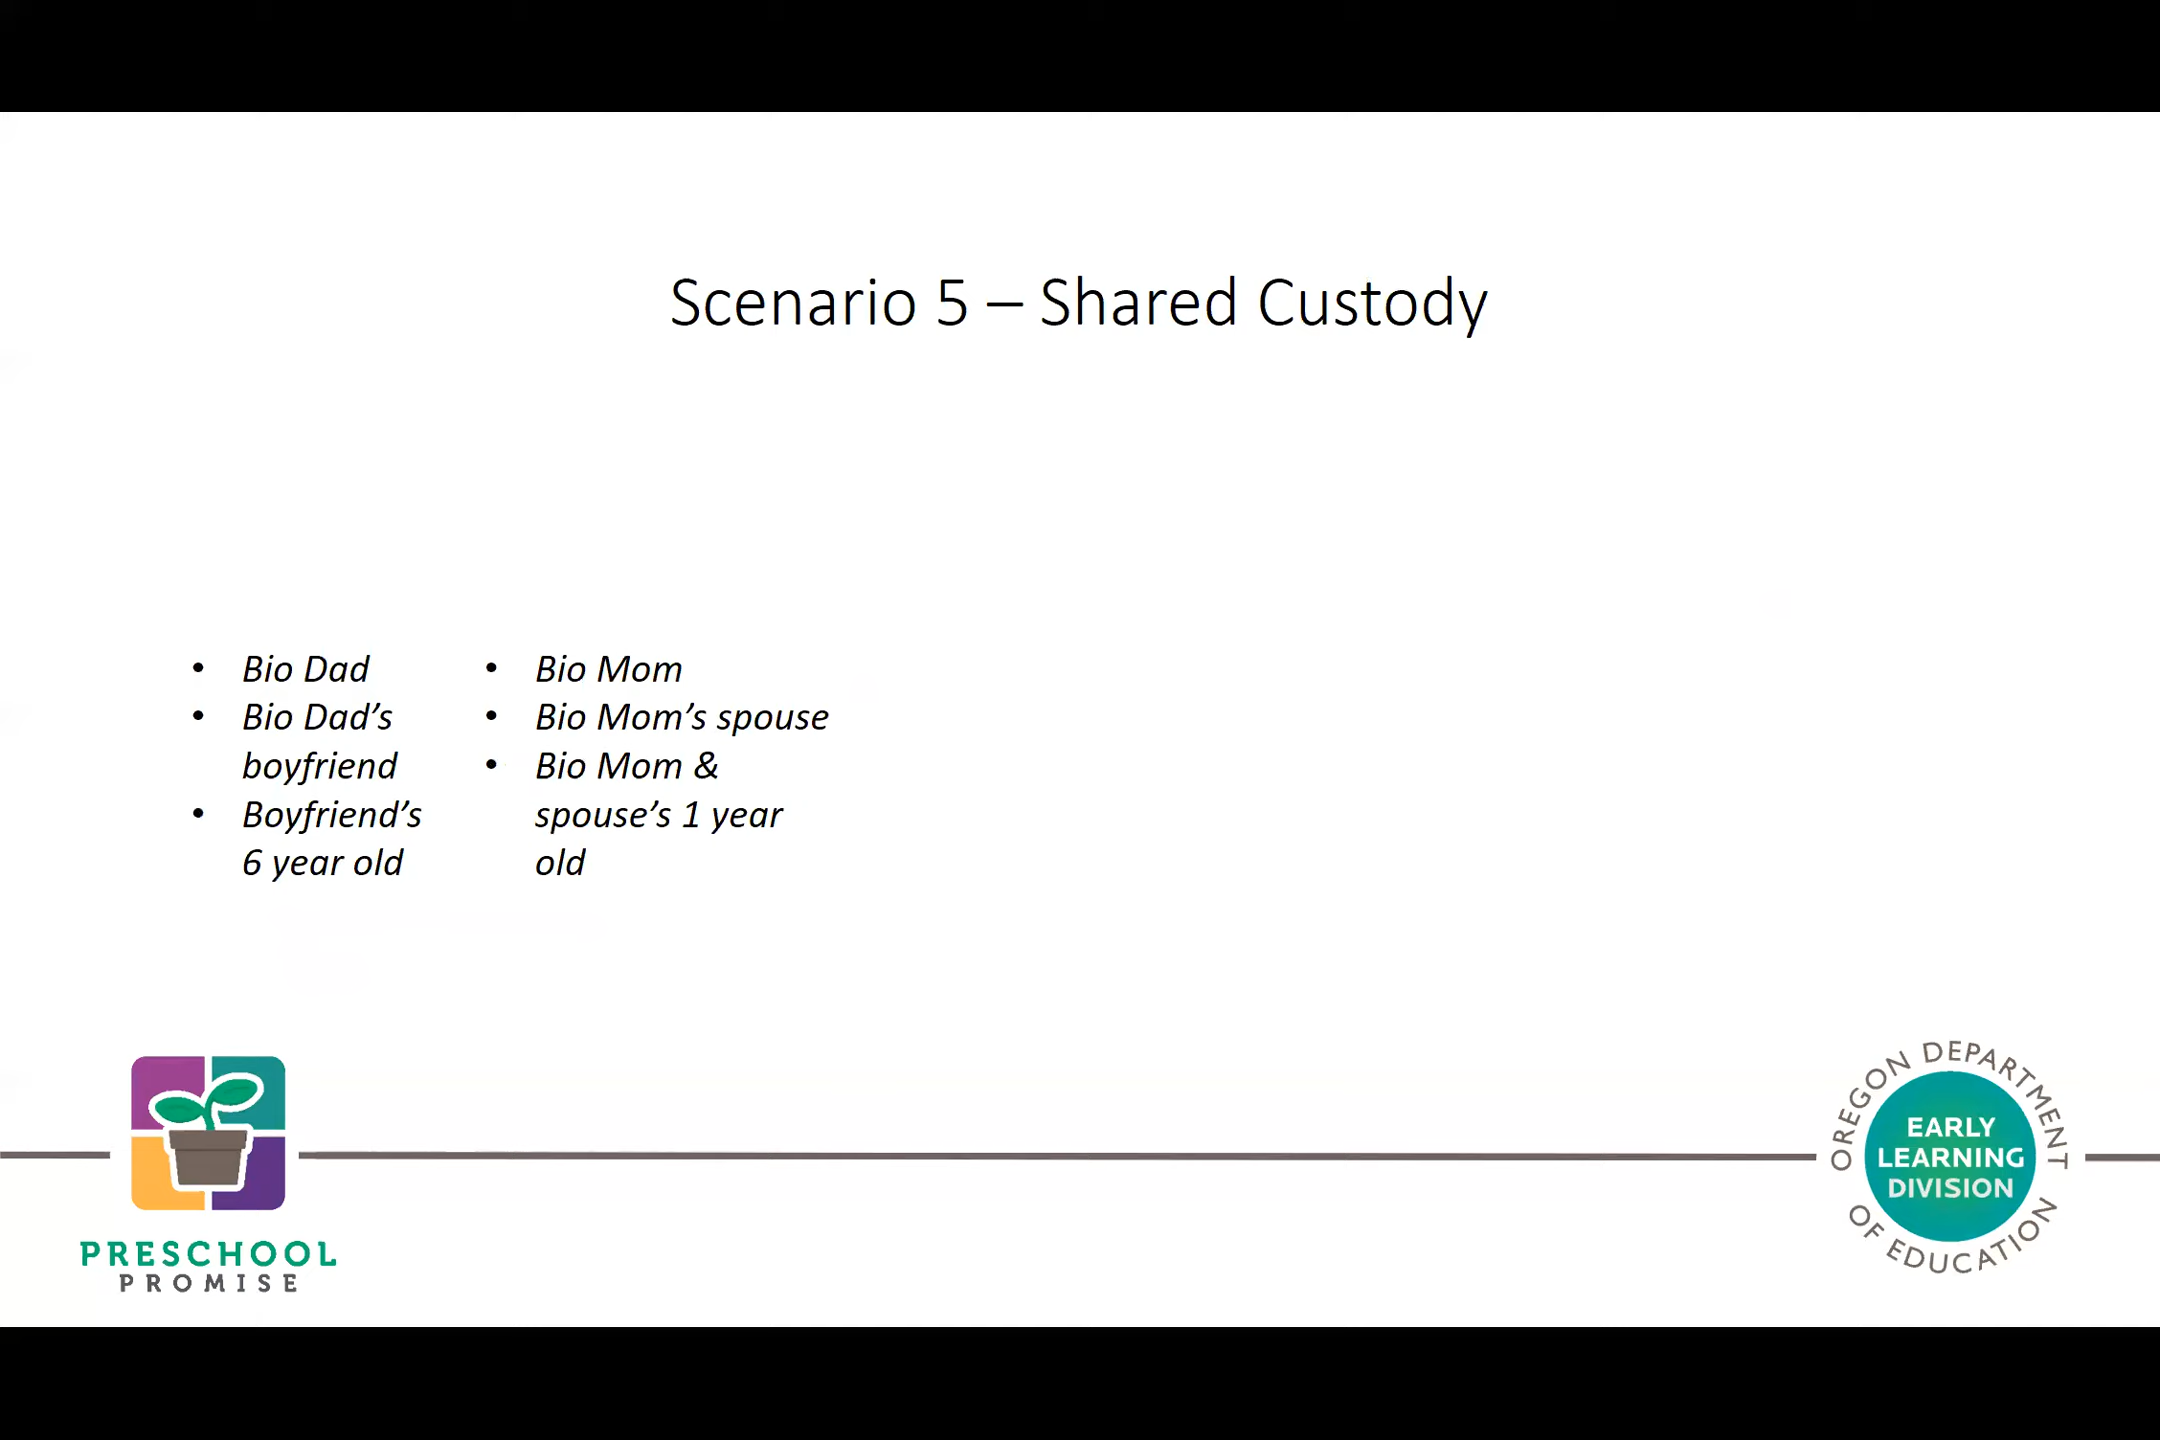 Scenario 5 – Shared Custody
• Bio Dad
• Bio Dad’s
boyfriend
• Boyfriend’s
6 year old
• Bio Mom
• Bio Mom’s spouse
• Bio Mom &
spouse’s 1 year
old
PRESCHOOL
PROMISE
OREGON DEPARTMENT
OF EDUCATION
EARLY
LEARNING
DIVISION